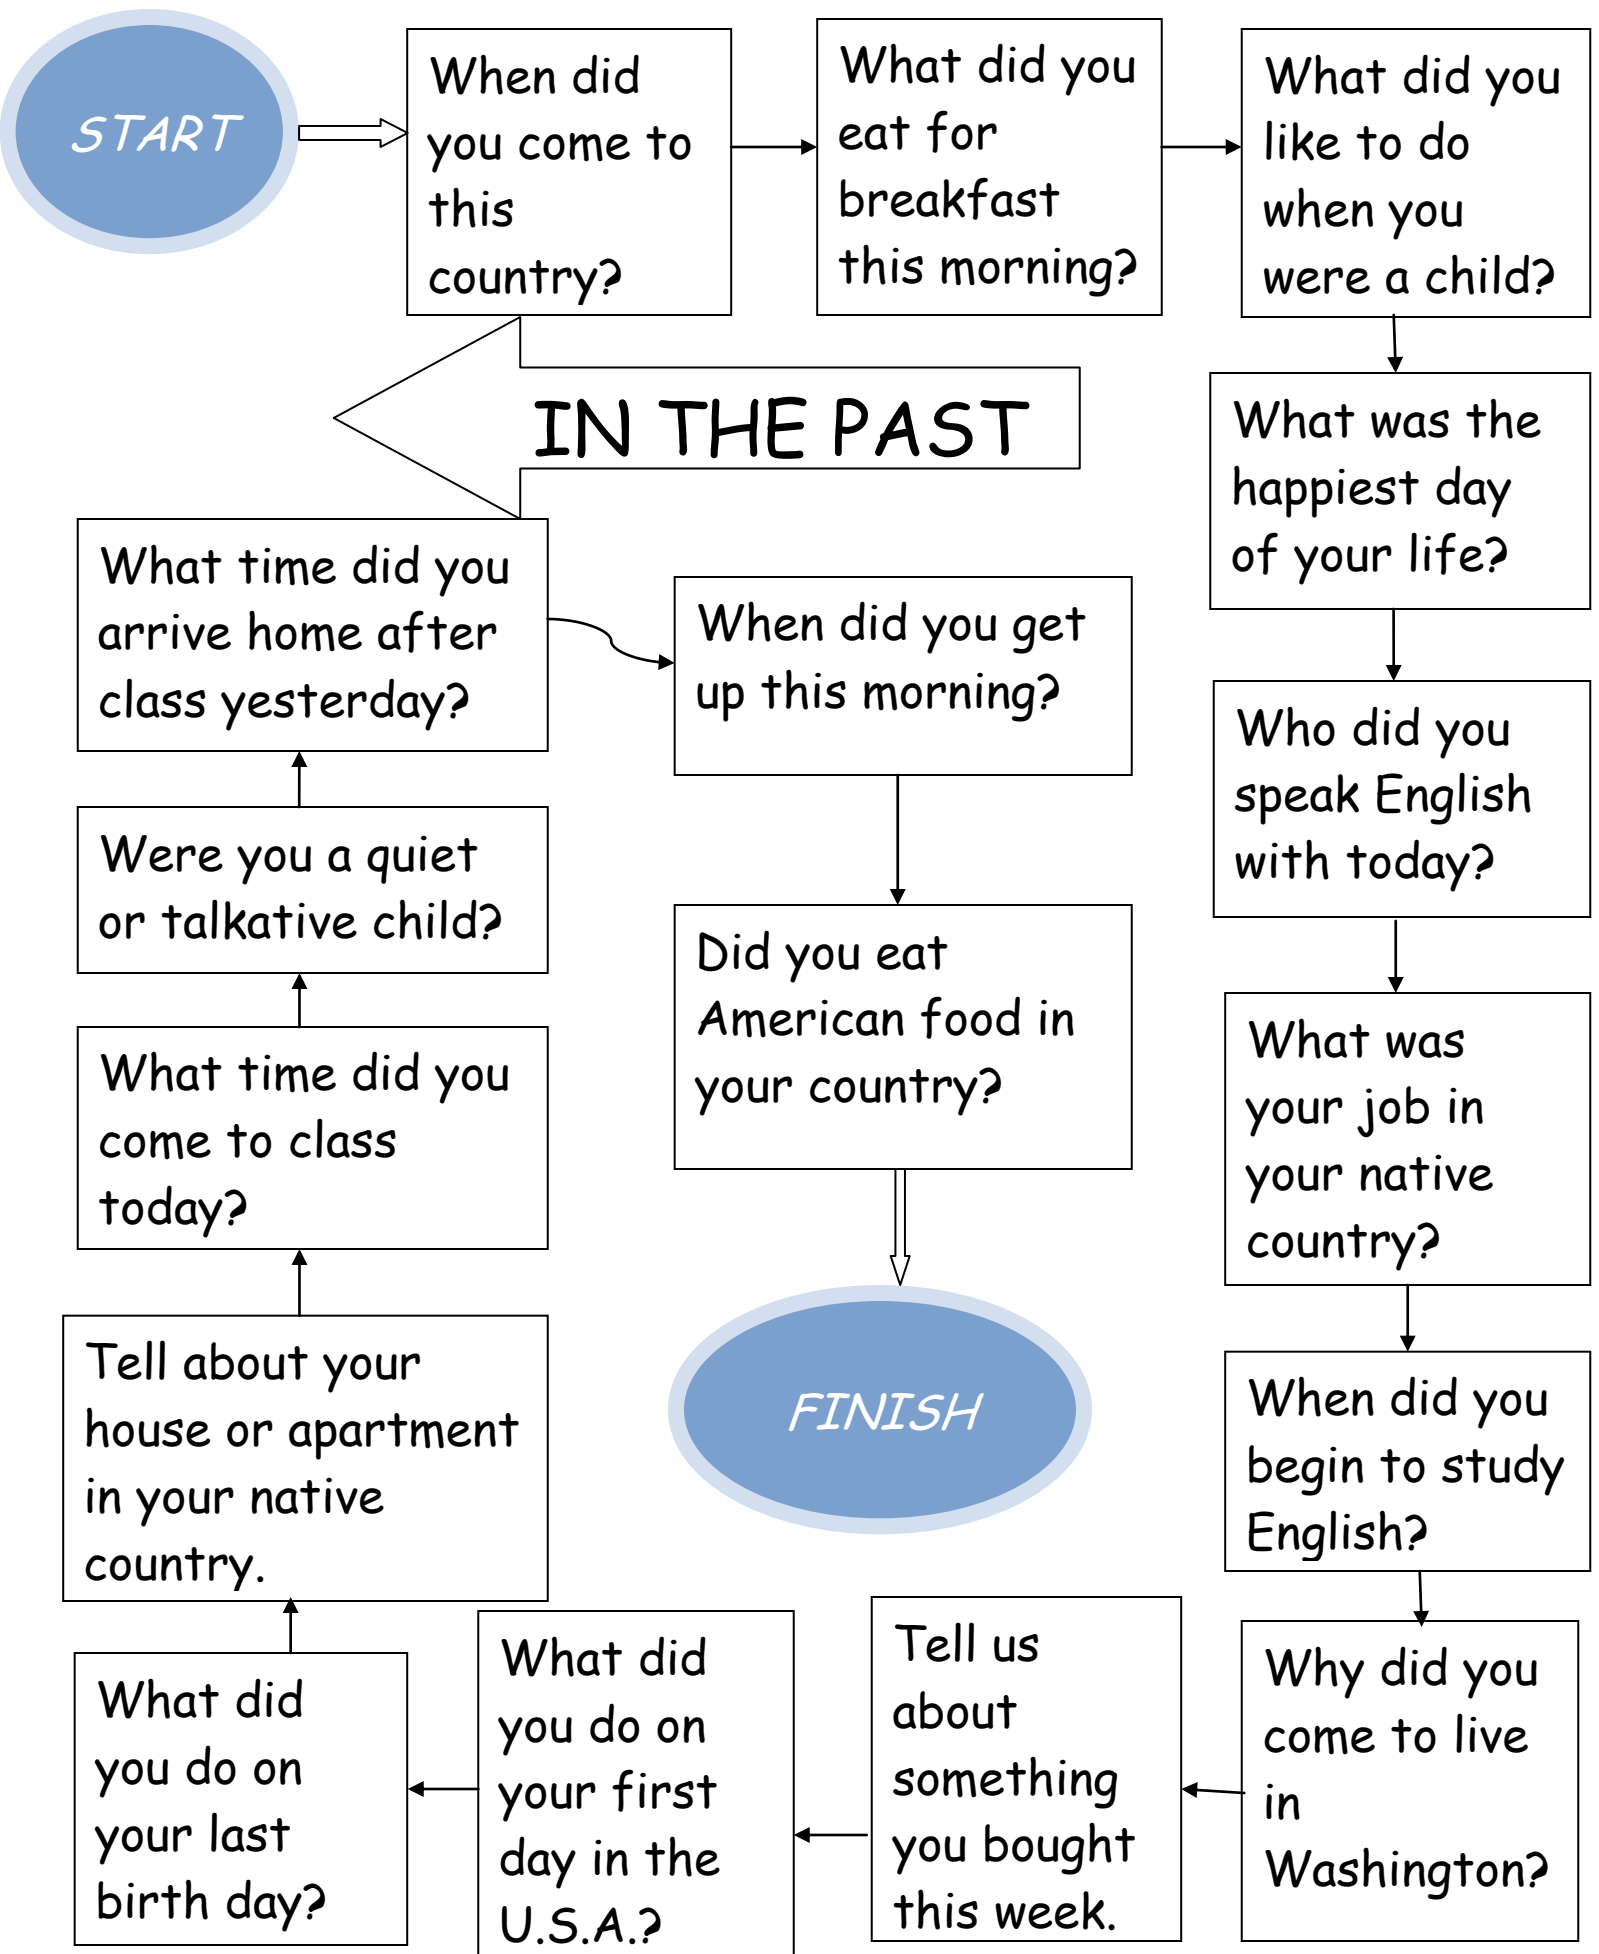 START
When did
you come to
this
country?
What did you
eat for
breakfast
this morning?
What did you
like to do
when you
were a child?
IN THE PAST
What was the
happiest day
of your life?
Who did you
speak English
with today?
What was
your job in
your native
country?
When did you
begin to study
English?
Why did you
come to live
in
Washington?
Tell us
about
something
you bought
this week.
What did
you do on
your first
day in the
U.S.A.?
What did
you do on
your last
birth day?
Tell about your
house or apartment
in your native
country.
What time did you
come to class
today?
Were you a quiet
or talkative child?
What time did you
arrive home after
class yesterday?
When did you get
up this morning?
Did you eat
American food in
your country?
FINISH